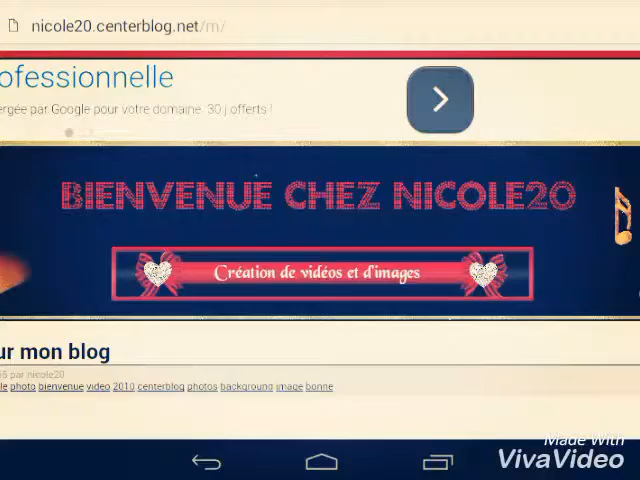 nicole20.centerblog.net/m/
ofessionnelle
ergée par Google pour votre domaine. 30 j offerts !
BIENVENUE CHEZ NICOLE20
Création de vidéos et d'images
ur mon blog
par nicole20
le photo bienvenue video 2010 centerblog photos background image bonne
Made With
VivaVideo